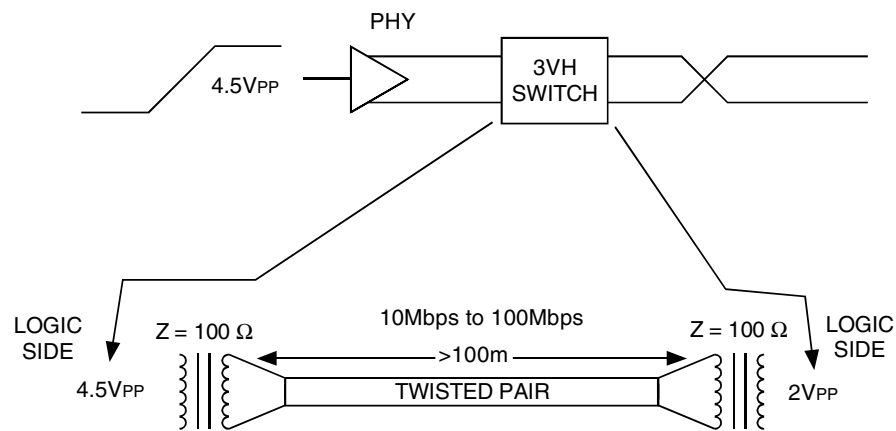 PHY
4.5VPP
3VH
SWITCH
LOGIC
SIDE
Z = 100 Ω
10Mbps to 100Mbps
Z = 100 Ω
LOGIC
SIDE
>100m
4.5VPP
TWISTED PAIR
2VPP